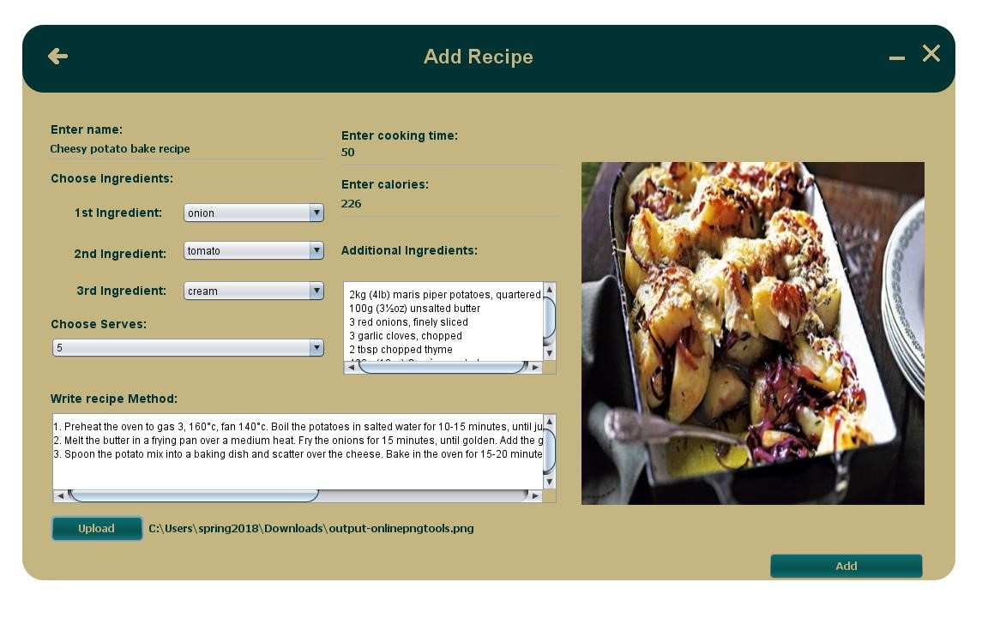 Add Recipe
Enter name:
Cheesy potato bake recipe
Enter cooking time:
50
Choose Ingredients:
Enter calories:
226
1st Ingredient:
onion
2nd Ingredient:
tomato
3rd Ingredient:
cream
Additional Ingredients:
2kg (4lb) maris piper potatoes, quartered
100g (3½oz) unsalted butter
3 red onions, finely sliced
3 garlic cloves, chopped
2 tbsp chopped thyme
Choose Serves:
5
Write recipe Method:
1. Preheat the oven to gas 3, 160°c, fan 140°c. Boil the potatoes in salted water for 10-15 minutes, until ju
2. Melt the butter in a frying pan over a medium heat. Fry the onions for 15 minutes, until golden. Add the g
3. Spoon the potato mix into a baking dish and scatter over the cheese. Bake in the oven for 15-20 minute
Upload
C:\Users\spring2018\Downloads\output-onlinepngtools.png
Add